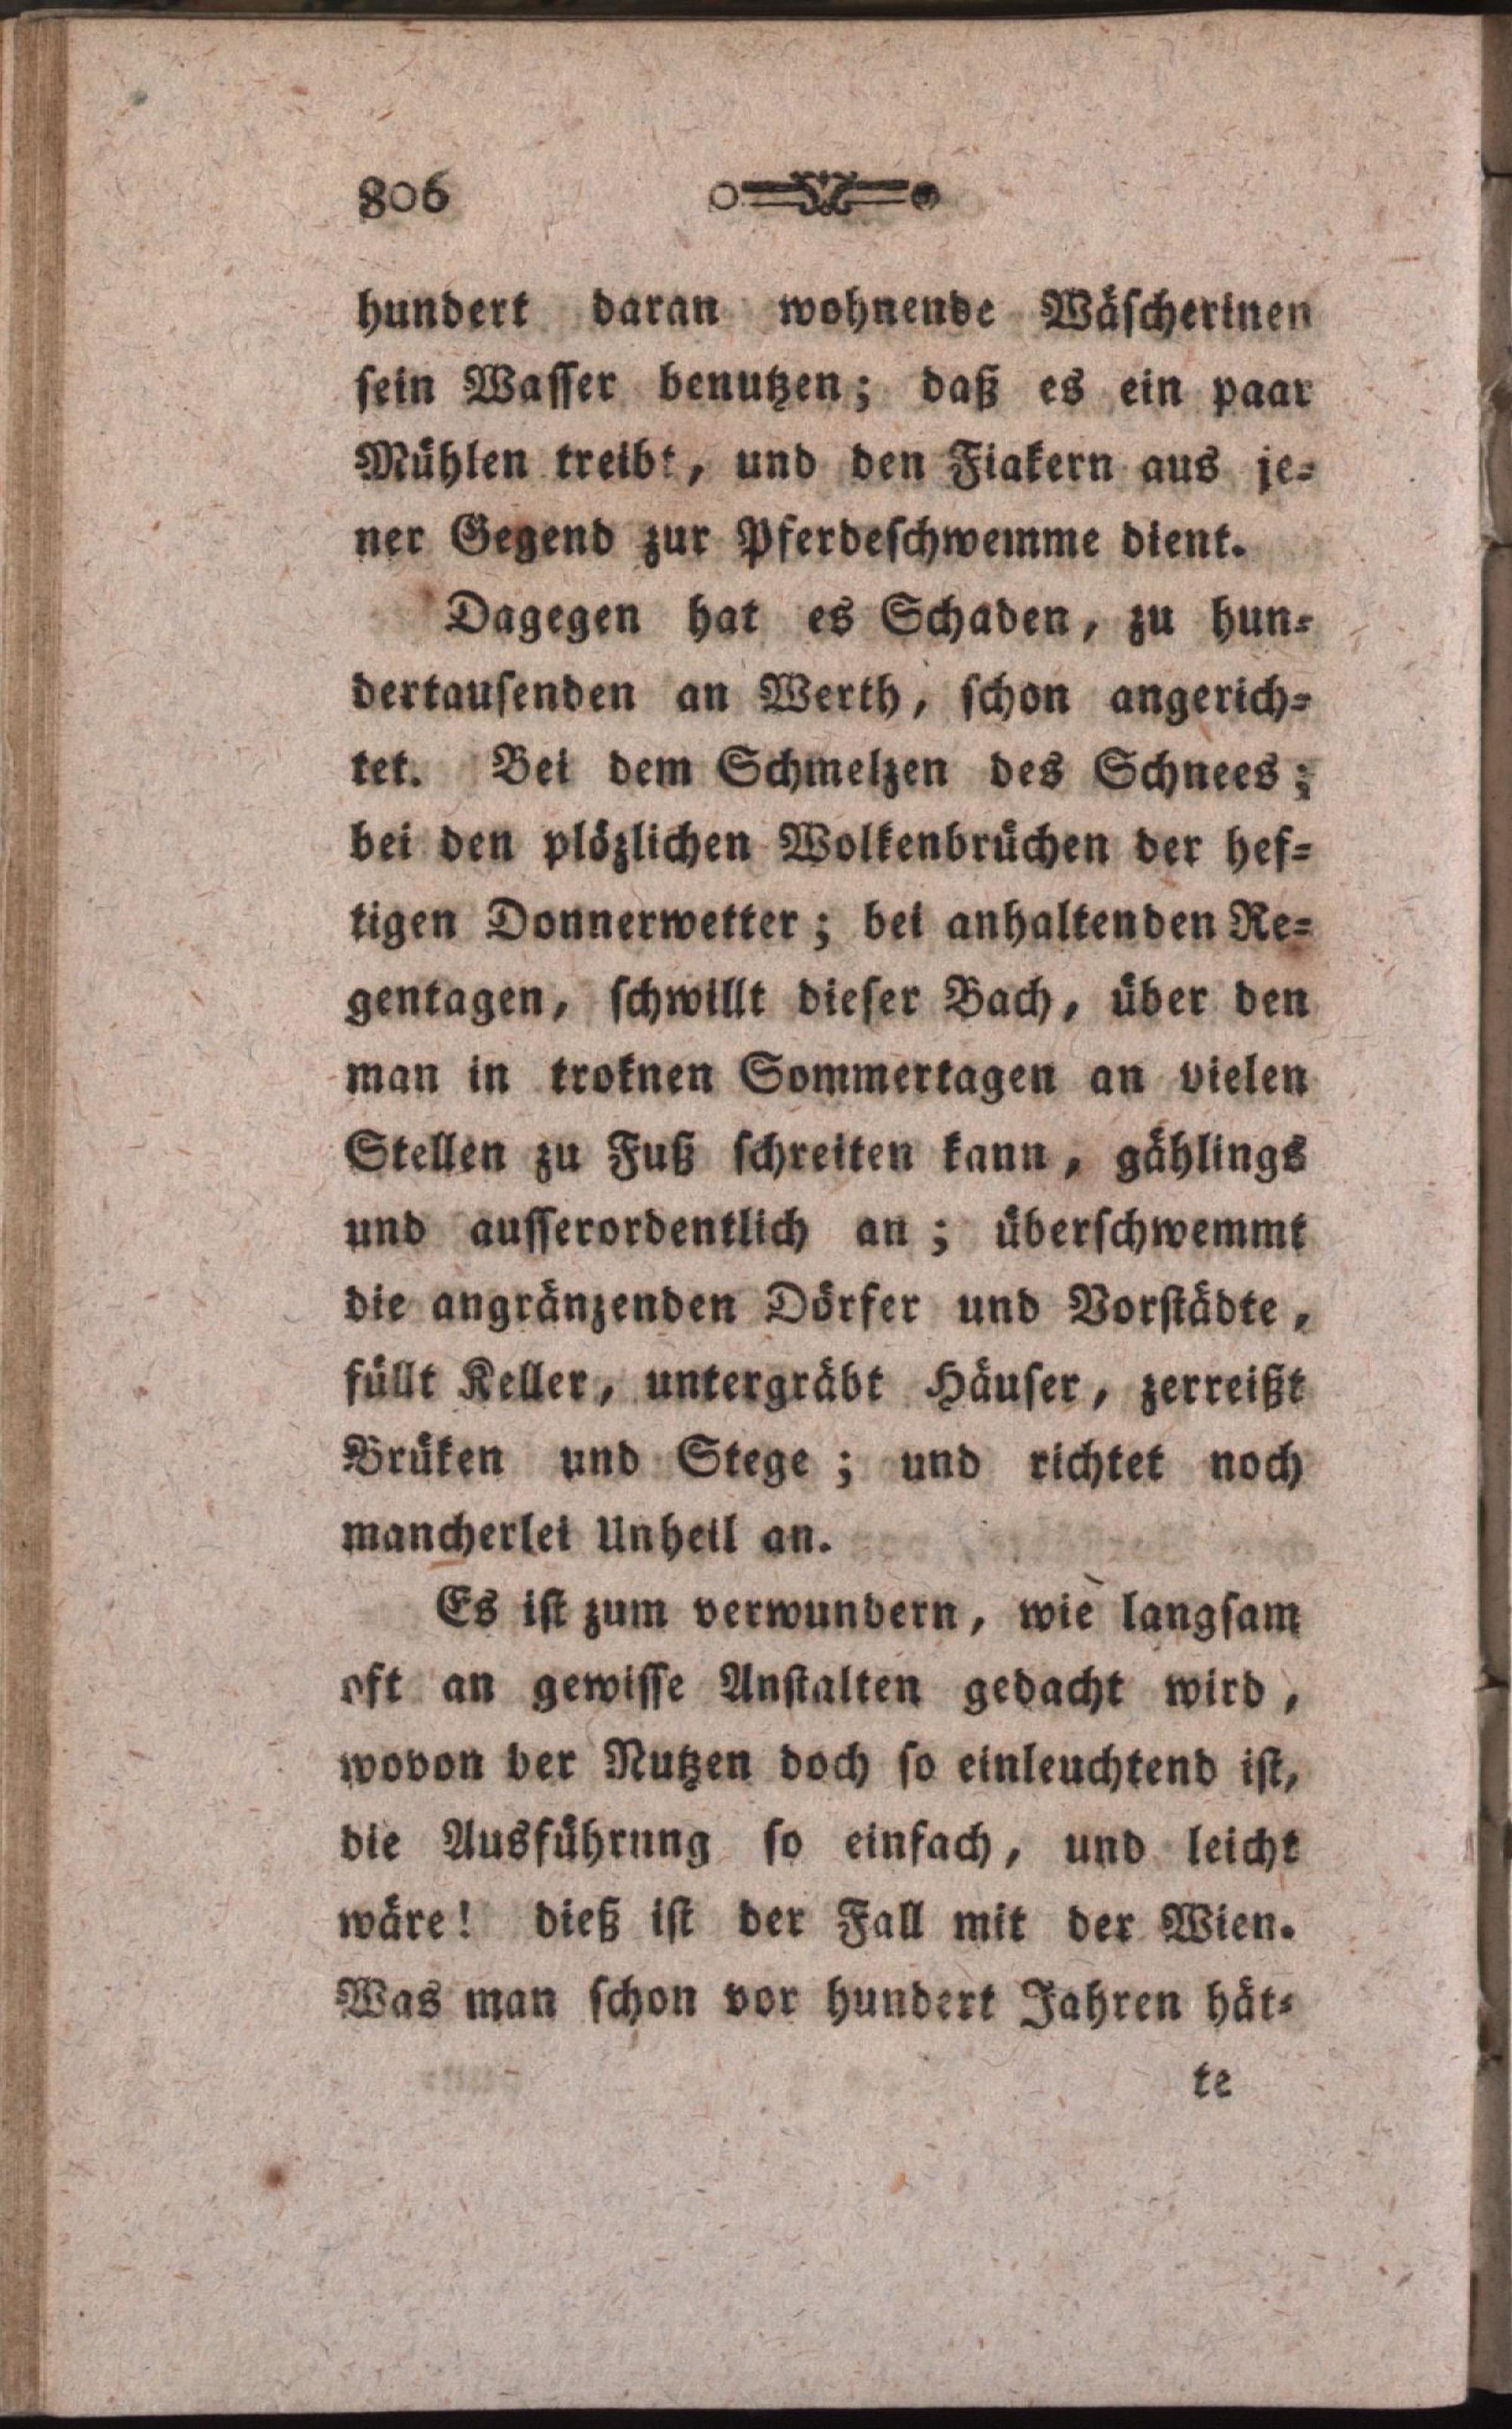 806
hundert daran wohnende Wäscherinen
sein Wasser benutzen; daß es ein paar
Mühlen treibt, und den Fiakern aus je-
ner Gegend zur Pferdeschwemme dient.
Dagegen hat es Schaden, zu hun-
dertausenden an Werth, schon angerich-
tet. Bei dem Schmelzen des Schnees;
bei den plözlichen Wolkenbrüchen der hef-
tigen Donnerwetter; bei anhaltenden Re-
gentagen, schwillt dieser Bach, über den
man in troknen Sommertagen an vielen
Stellen zu Fuß schreiten kann, gählings
und ausserordentlich an; überschwemmt
die angränzenden Dörfer und Vorstädte,
füllt Keller, untergräbt Häuser, zerreißt
Brüken und Stege; und richtet noch
mancherlei Unheil an.
Es ist zum verwundern, wie langsam
oft an gewisse Anstalten gedacht wird,
wovon der Nutzen doch so einleuchtend ist,
die Ausführung so einfach, und leicht
wäre! dieß ist der Fall mit der Wien.
Was man schon vor hundert Jahren hät-
te